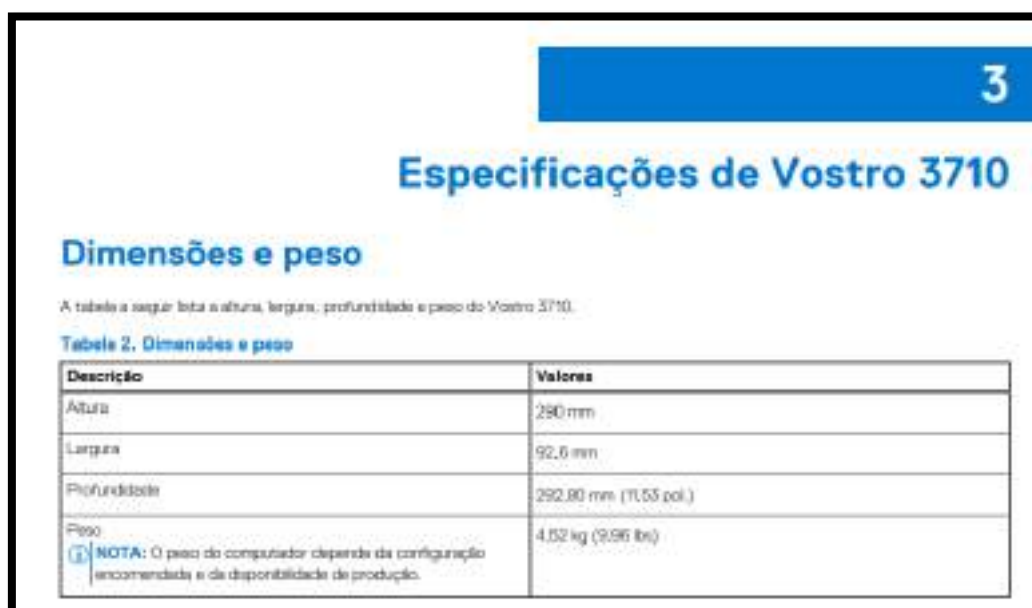 3
Especificações de Vostro 3710
Dimensões e peso
A tabela a seguir lista a altura, largura, profundidade e peso do Vostro 3710.
Tabela 2. Dimensões e peso
Descrição Valores
Altura 290 mm
Largura 92,6 mm
Profundidade 292,80 mm (11,53 pol.)
Peso 4,52 kg (9,96 lbs)
NOTA: O peso do computador depende da configuração
encomendada e da disponibilidade de produção.